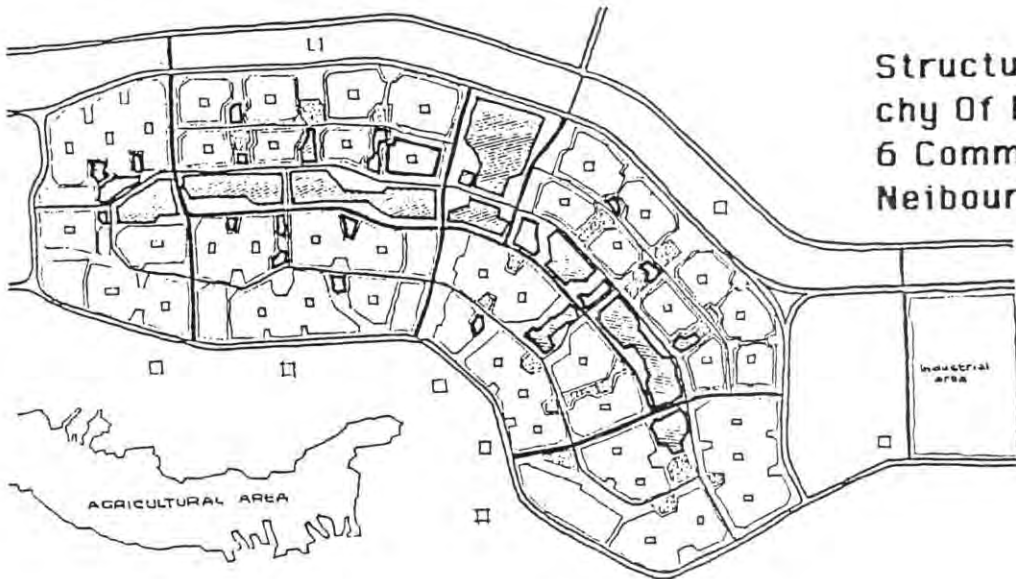 L1
Structu
chy Of
6 Comm
Neibour
Industrial
area
AGRICULTURAL AREA